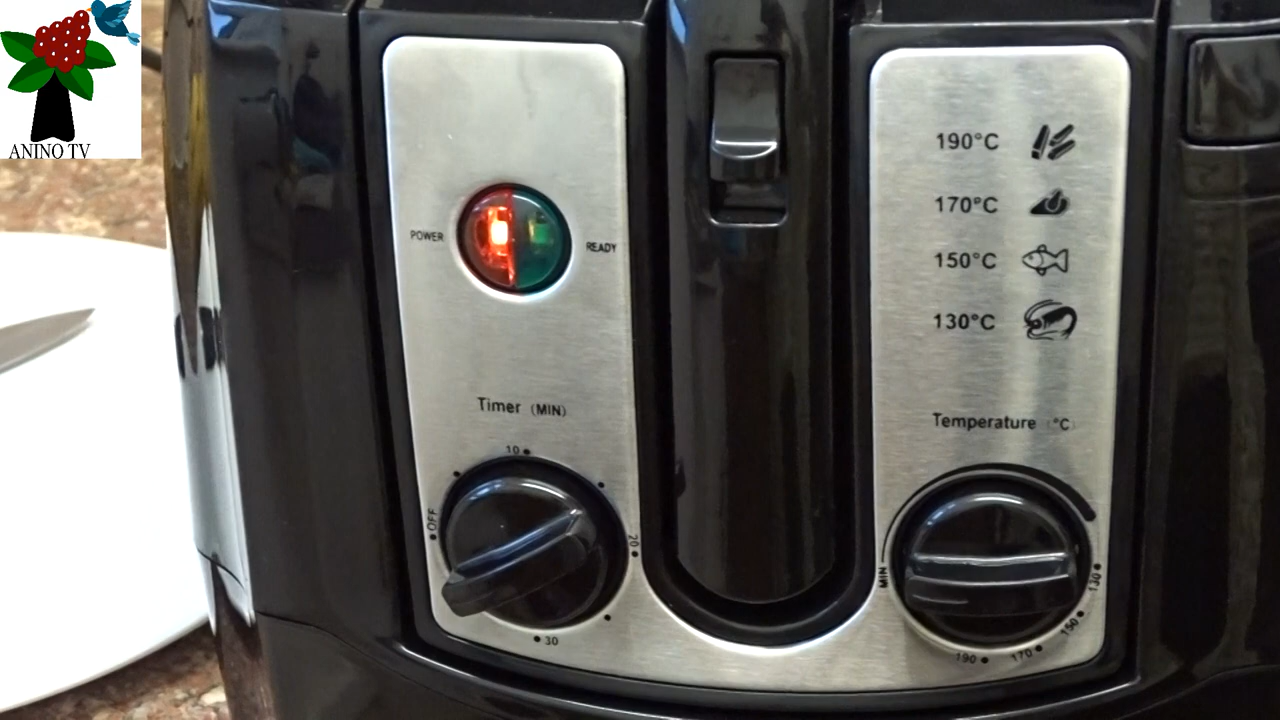 ANINO TV
POWER
READY
Timer (MIN)
10
OFF
20
30
190°C
170°C
150°C
130°C
Temperature (°C)
MIN
130
150
170
190